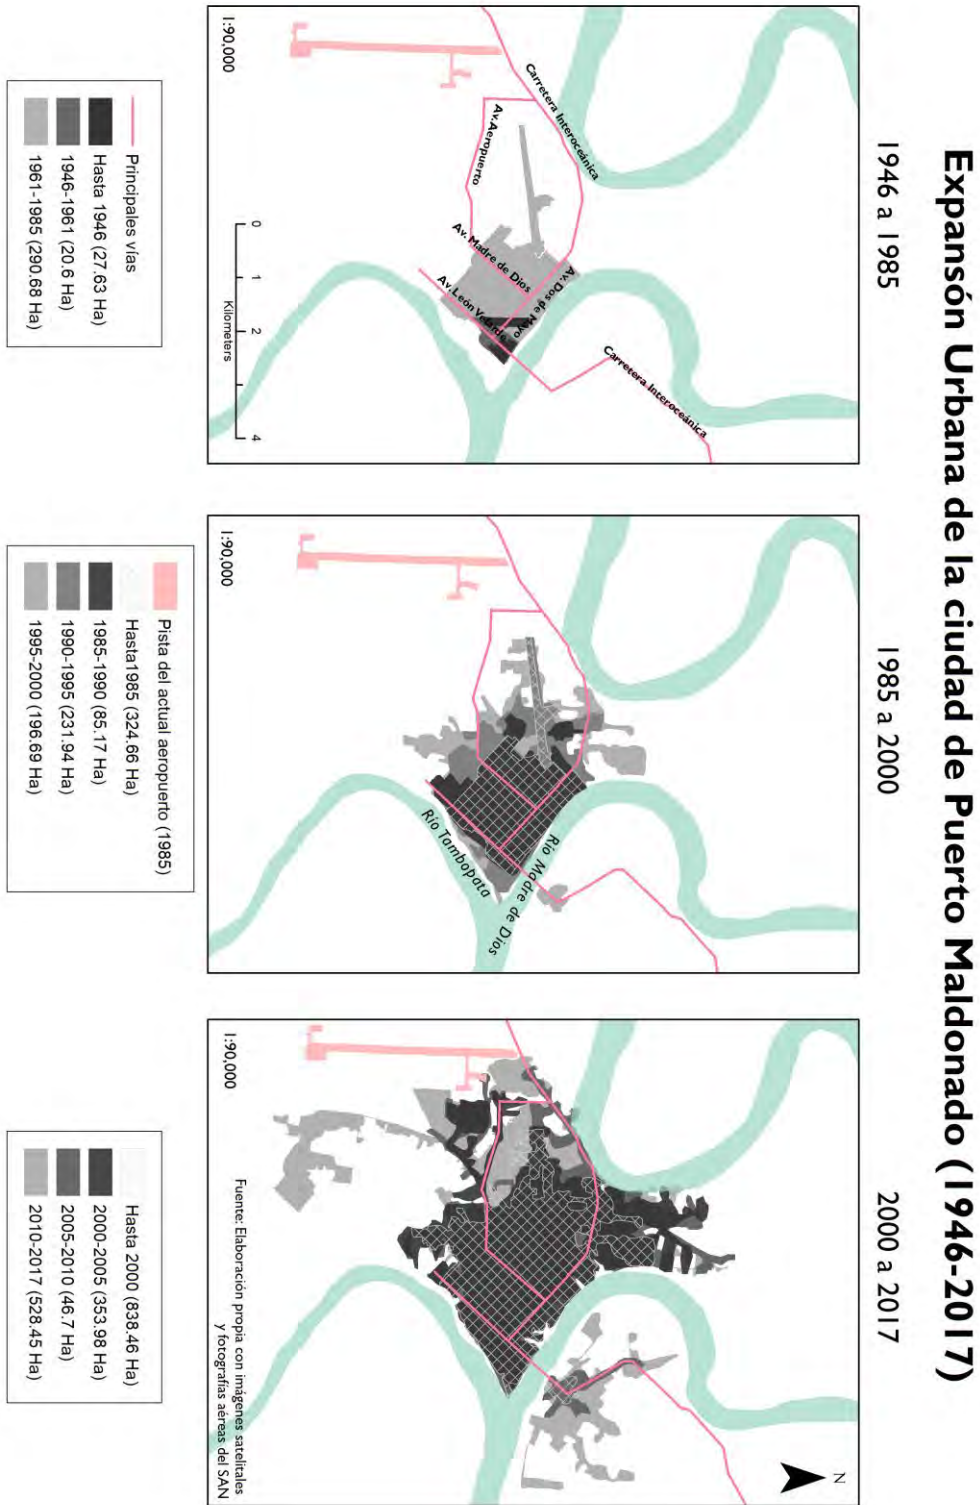 Expansón Urbana de la ciudad de Puerto Maldonado (1946-2017)
1946 a 1985
Carretera Interoceánica
Av. Aeropuerto
Av. Madre de Dios
Av. Dos de Mayo
Av. León Velarde
Carretera Interoceánica
1:90,000
0 1 2 4
Kilometers
Principales vías
Hasta 1946 (27.63 Ha)
1946-1961 (20.6 Ha)
1961-1985 (290.68 Ha)
1985 a 2000
Río Madre de Dios
Río Tambopata
1:90,000
Pista del actual aeropuerto (1985)
Hasta1985 (324.66 Ha)
1985-1990 (85.17 Ha)
1990-1995 (231.94 Ha)
1995-2000 (196.69 Ha)
2000 a 2017
N
1:90,000
Fuente: Elaboración propia con imágenes satelitales
y fotografías aéreas del SAN
Hasta 2000 (838.46 Ha)
2000-2005 (353.98 Ha)
2005-2010 (46.7 Ha)
2010-2017 (528.45 Ha)